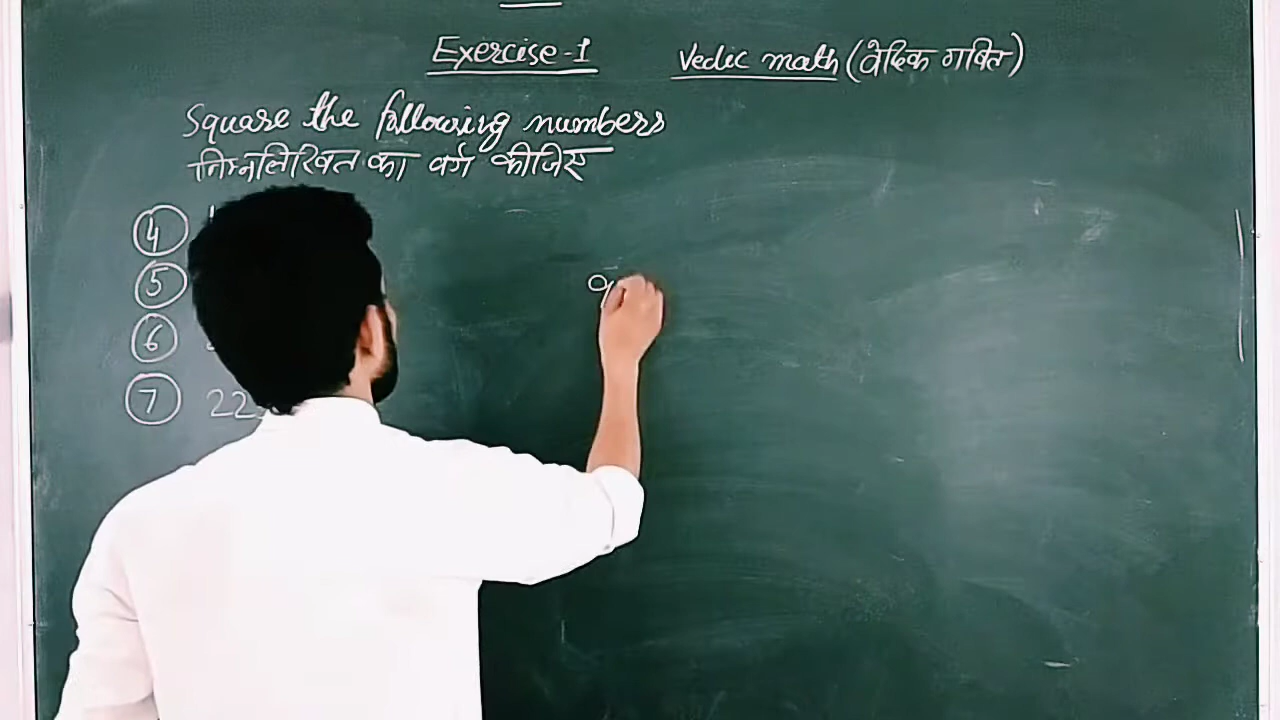 Exercise-1 Vedic math (वैदिक गणित)
Square the following numbers
निम्नलिखित का वर्ग कीजिए
4
5
6
7 22